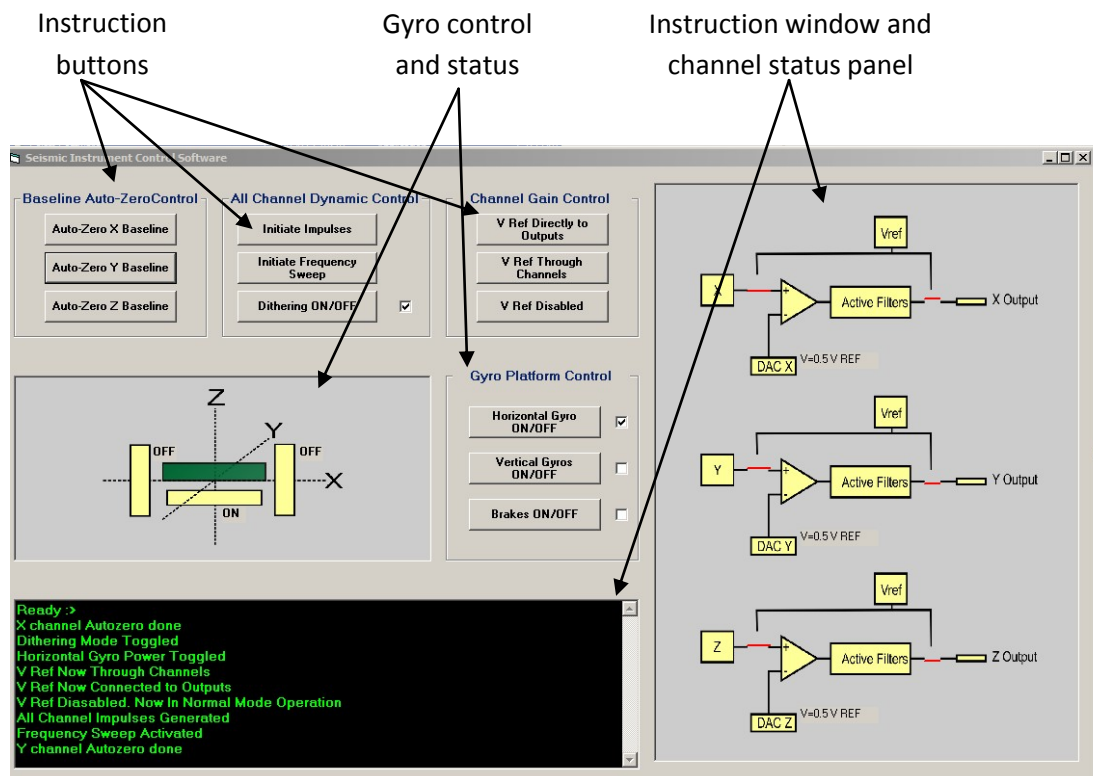 Instruction
buttons
Gyro control
and status
Instruction window and
channel status panel
Seismic Instrument Control Software
Baseline Auto-ZeroControl
Auto-Zero X Baseline
Auto-Zero Y Baseline
Auto-Zero Z Baseline
All Channel Dynamic Control
Initiate Impulses
Initiate Frequency
Sweep
Dithering ON/OFF
Channel Gain Control
V Ref Directly to
Outputs
V Ref Through
Channels
V Ref Disabled
Z
Y
X
OFF
OFF
ON
Gyro Platform Control
Horizontal Gyro
ON/OFF
Vertical Gyros
ON/OFF
Brakes ON/OFF
Vref
X
+
-
Active Filters
X Output
DAC X
V=0.5 V REF
Vref
Y
+
-
Active Filters
Y Output
DAC Y
V=0.5 V REF
Vref
Z
+
-
Active Filters
Z Output
DAC Z
V=0.5 V REF
Ready :>
X channel Autozero done
Dithering Mode Toggled
Horizontal Gyro Power Toggled
V Ref Now Through Channels
V Ref Now Connected to Outputs
V Ref Diasabled. Now In Normal Mode Operation
All Channel Impulses Generated
Frequency Sweep Activated
Y channel Autozero done